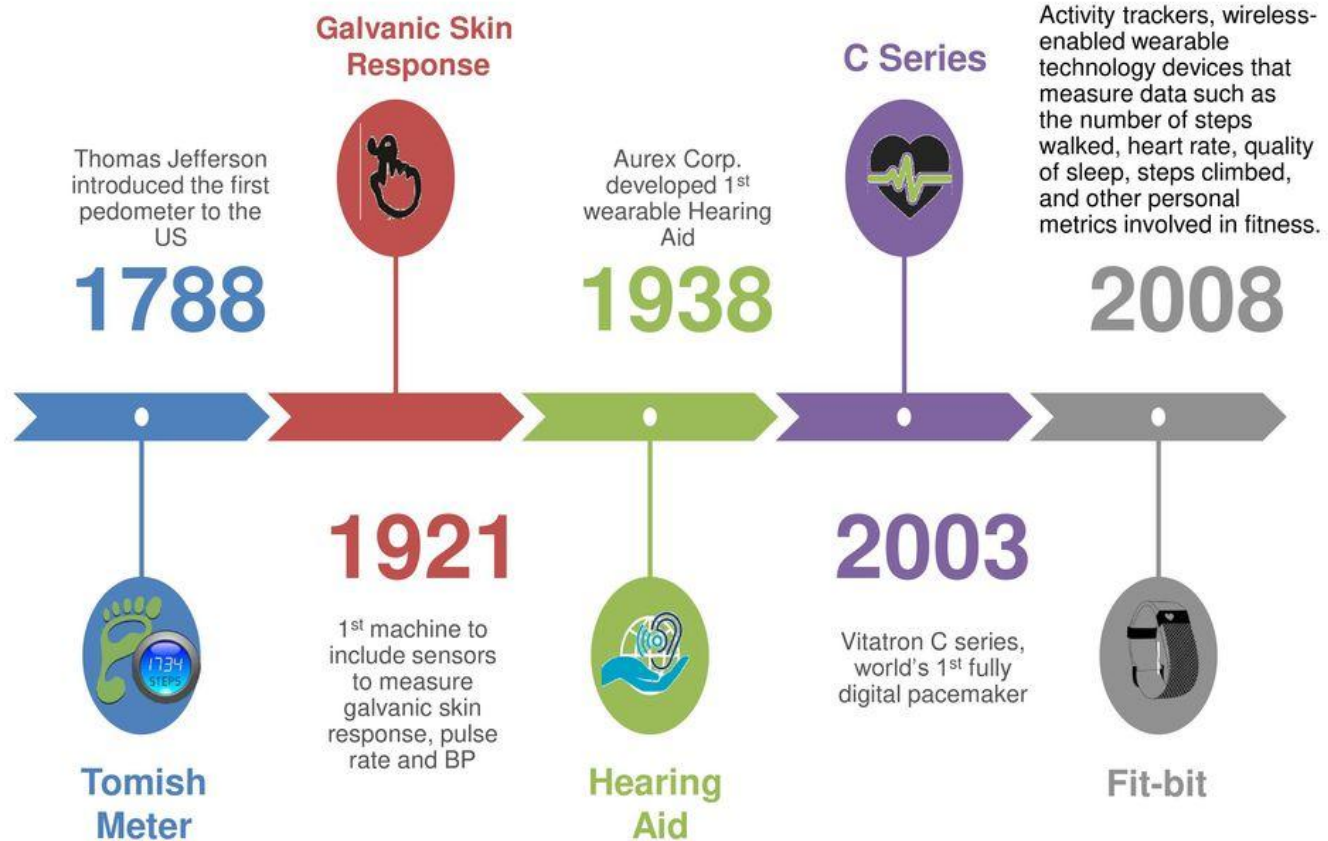 Thomas Jefferson
introduced the first
pedometer to the
US
1788
Tomish
Meter
Galvanic Skin
Response
1921
1st machine to
include sensors
to measure
galvanic skin
response, pulse
rate and BP
Aurex Corp.
developed 1st
wearable Hearing
Aid
1938
Hearing
Aid
C Series
2003
Vitatron C series,
world's 1st fully
digital pacemaker
Activity trackers, wireless-
enabled wearable
technology devices that
measure data such as
the number of steps
walked, heart rate, quality
of sleep, steps climbed,
and other personal
metrics involved in fitness.
2008
Fit-bit
1734
STEPS